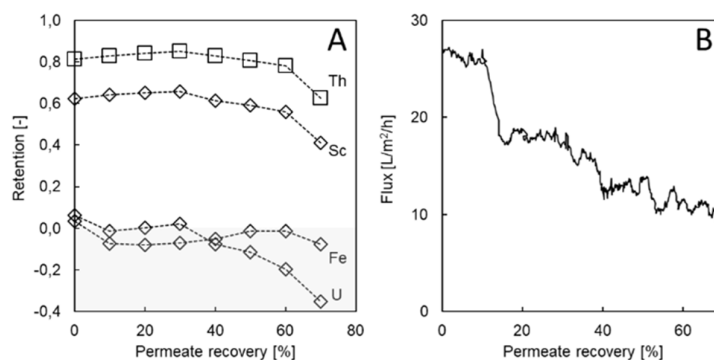 A
1,0
0,8
0,6
0,4
0,2
0,0
-0,2
-0,4
Retention [-]
Th
Sc
Fe
U
0 20 40 60 80
Permeate recovery [%]
B
30
20
10
0
Flux [L/m²/h]
0 20 40 60
Permeate recovery [%]